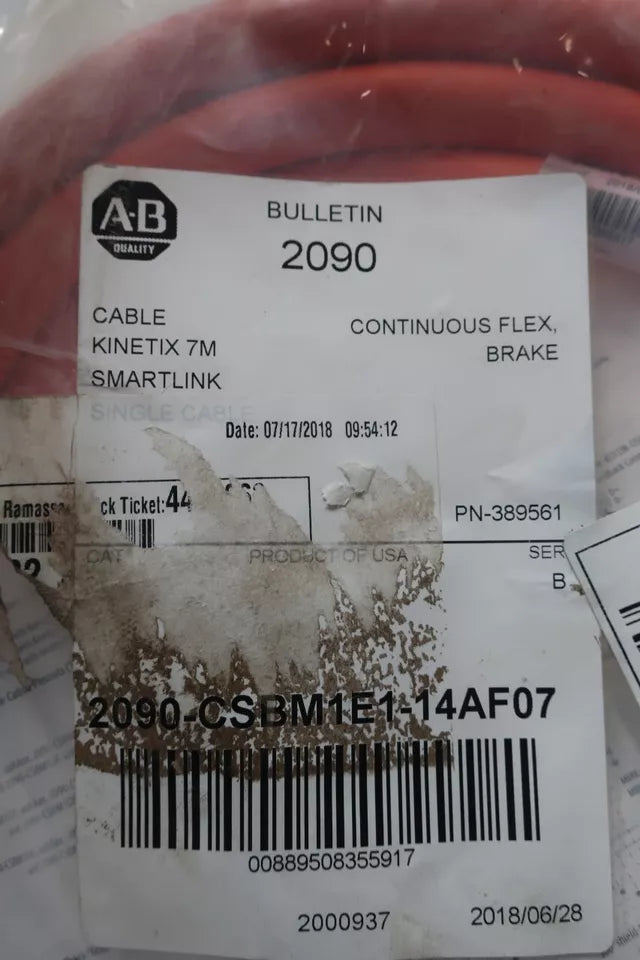 A-B
QUALITY
BULLETIN
2090
CABLE
KINETIX 7M
SMARTLINK
SINGLE CABLE
CONTINUOUS FLEX,
BRAKE
Date: 07/17/2018 09:54:12
ck Ticket:44
PN-389561
CAT PRODUCT OF USA SER
B
2090-CSBM1E1-14AF07
00889508355917
2000937 2018/06/28